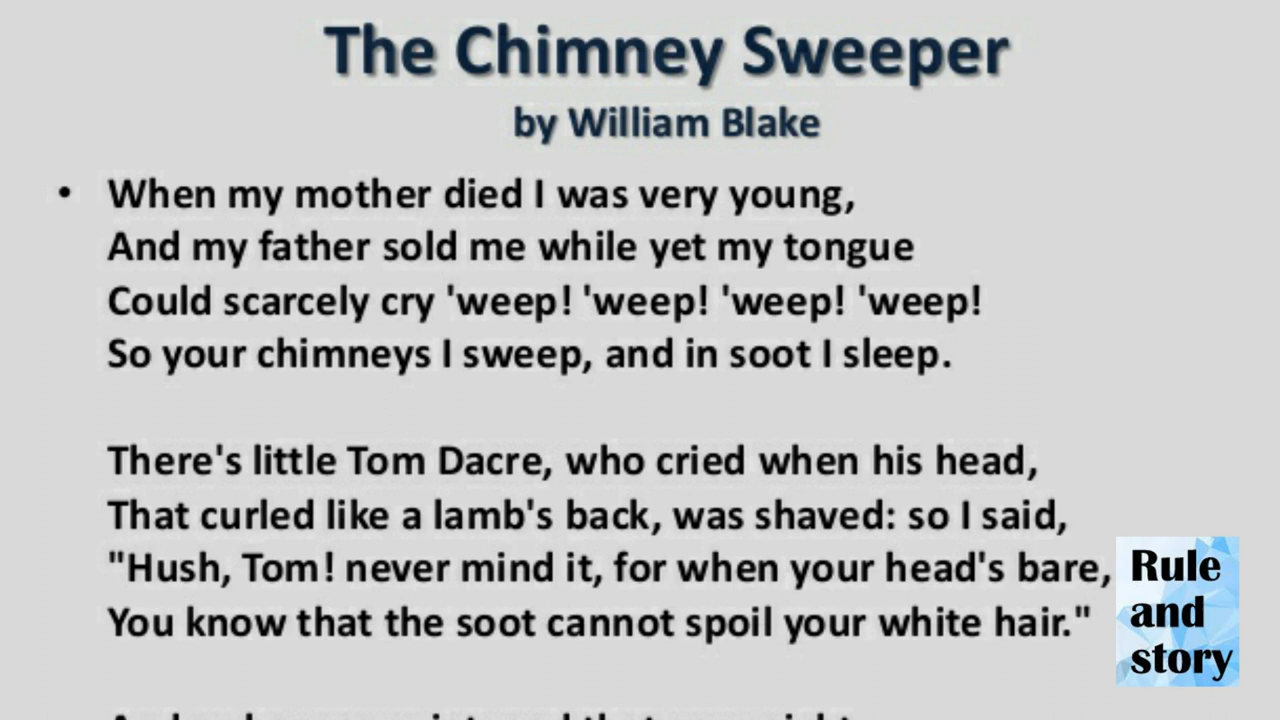 The Chimney Sweeper
by William Blake
• When my mother died I was very young,
And my father sold me while yet my tongue
Could scarcely cry 'weep! 'weep! 'weep! 'weep!
So your chimneys I sweep, and in soot I sleep.
There's little Tom Dacre, who cried when his head,
That curled like a lamb's back, was shaved: so I said,
"Hush, Tom! never mind it, for when your head's bare,
You know that the soot cannot spoil your white hair."
Rule
and
story